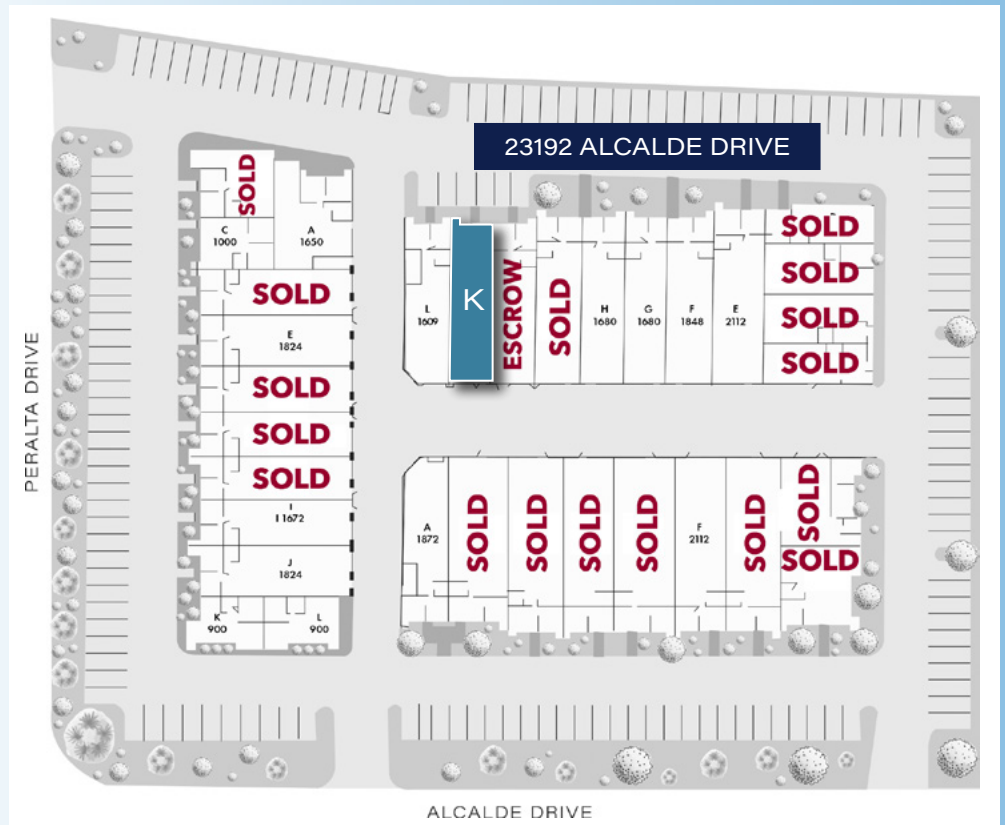 23192 ALCALDE DRIVE
SOLD
C
1000
A
1650
SOLD
E
1824
SOLD
SOLD
SOLD
I
I 1672
J
1824
K
900
L
900
L
1609
K
ESCROW
SOLD
H
1680
G
1680
F
1848
E
2112
SOLD
SOLD
SOLD
SOLD
A
1872
SOLD
SOLD
SOLD
SOLD
F
2112
SOLD
SOLD
SOLD
PERALTA DRIVE
ALCALDE DRIVE